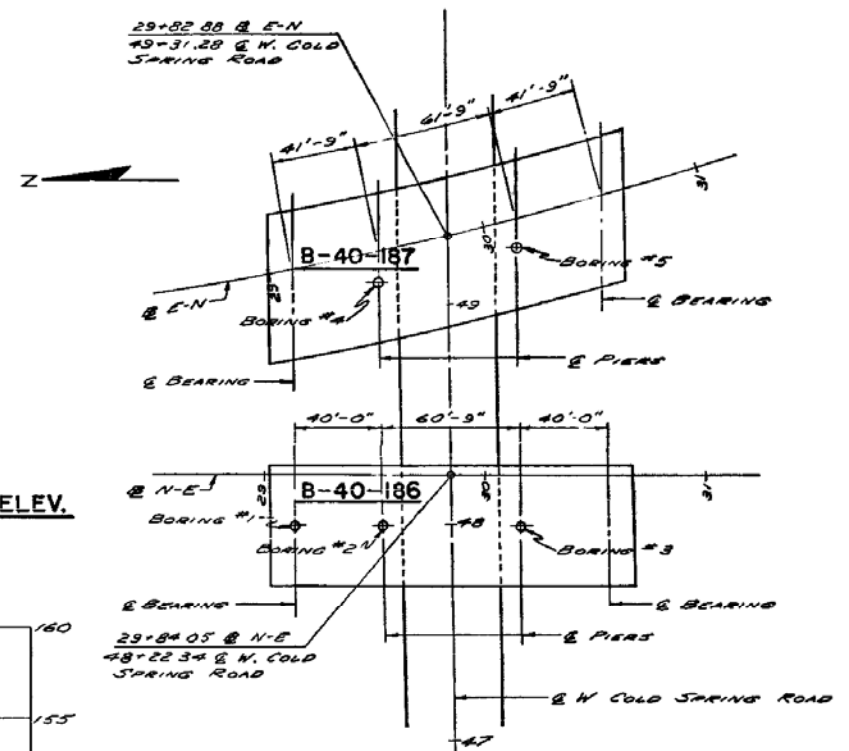 29+82.88 ℄ E-N
49+31.28 ℄ W. COLD
SPRING ROAD
41'-9"
61'-9"
41'-9"
Z
31
30
B-40-187
BORING #5
29
℄ E-N
BORING #4
49
℄ BEARING
℄ PIERS
℄ BEARING
40'-0"
60'-9"
40'-0"
℄ N-E
29
30
31
B-40-186
ELEV.
BORING #1
48
BORING #2
BORING #3
℄ BEARING
℄ BEARING
160
29+84.05 ℄ N-E
48+22.34 ℄ W. COLD
SPRING ROAD
℄ PIERS
℄ W COLD SPRING ROAD
155
47